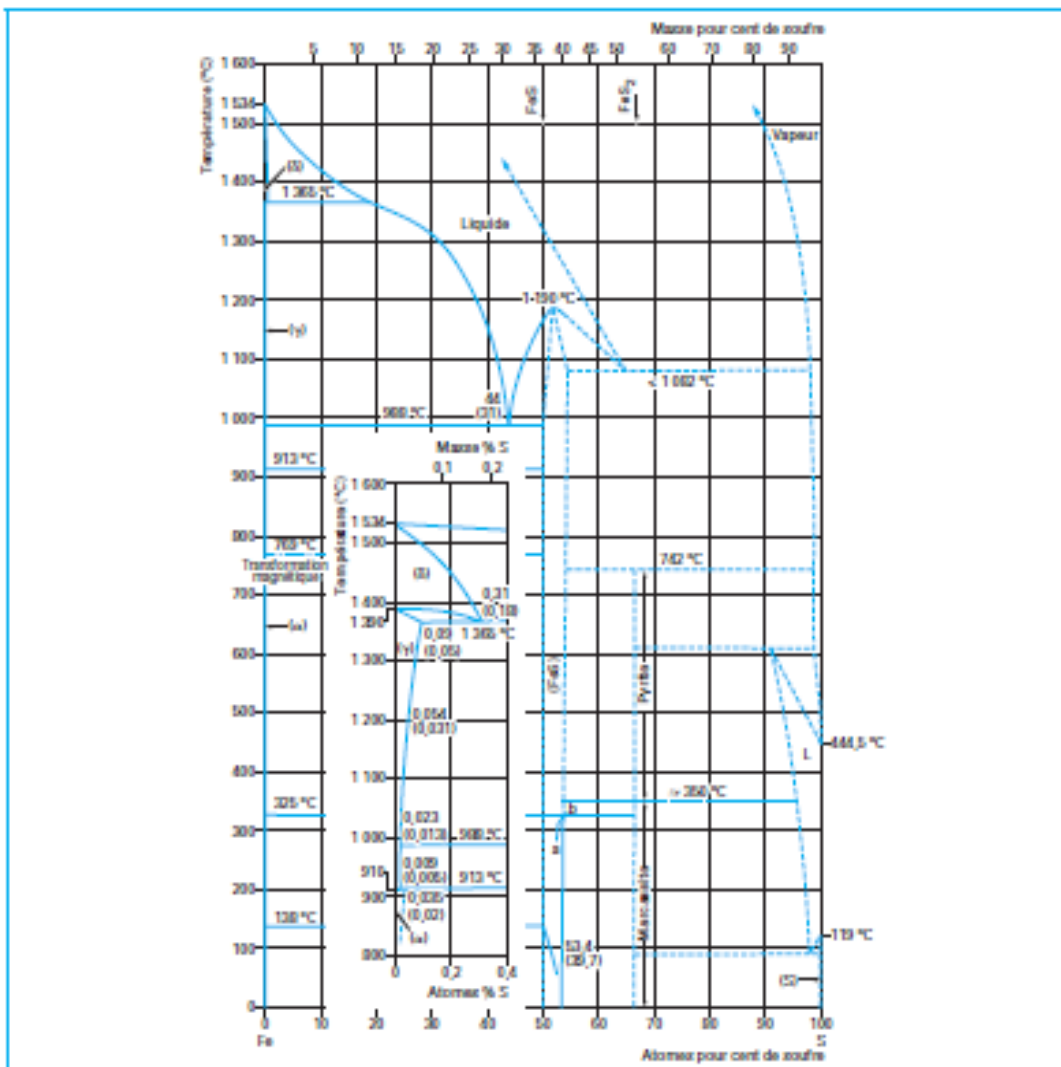 Masse pour cent de soufre
5 10 15 20 25 30 35 40 45 50 60 70 80 90
Température (°C)
1 600
1 534
1 500
1 400
1 300
1 200
1 100
1 000
900
800
700
600
500
400
300
200
100
0
FeS
FeS2
Vapeur
(δ)
1 365 °C
Liquide
1 190 °C
(γ)
< 1 082 °C
44
(31)
988 °C
913 °C
769 °C
Transformation
magnétique
(α)
742 °C
(FeS)
Pyrite
Marcassite
L
444,5 °C
≈ 350 °C
325 °C
b
a
138 °C
119 °C
53,4
(39,7)
(S)
Masse % S
0,1 0,2
Température (°C)
1 600
1 534
1 500
1 400
1 390
1 300
1 200
1 100
1 000
910
900
800
(δ)
0,31
(0,18)
0,09 1 365 °C
(γ) (0,05)
0,054
(0,031)
0,023
(0,013) 988 °C
0,009
(0,005) 913 °C
0,035
(0,02)
(α)
0 0,2 0,4
Atomes % S
0 10 20 30 40 50 60 70 80 90 100
Fe S
Atomes pour cent de soufre